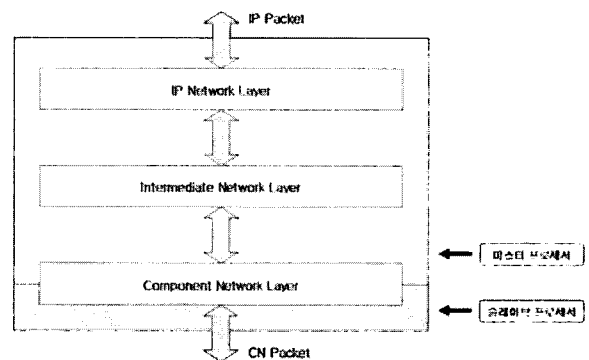 IP Packet
IP Network Layer
Intermediate Network Layer
마스터 프로세서
Component Network Layer
슬레이브 프로세서
CN Packet